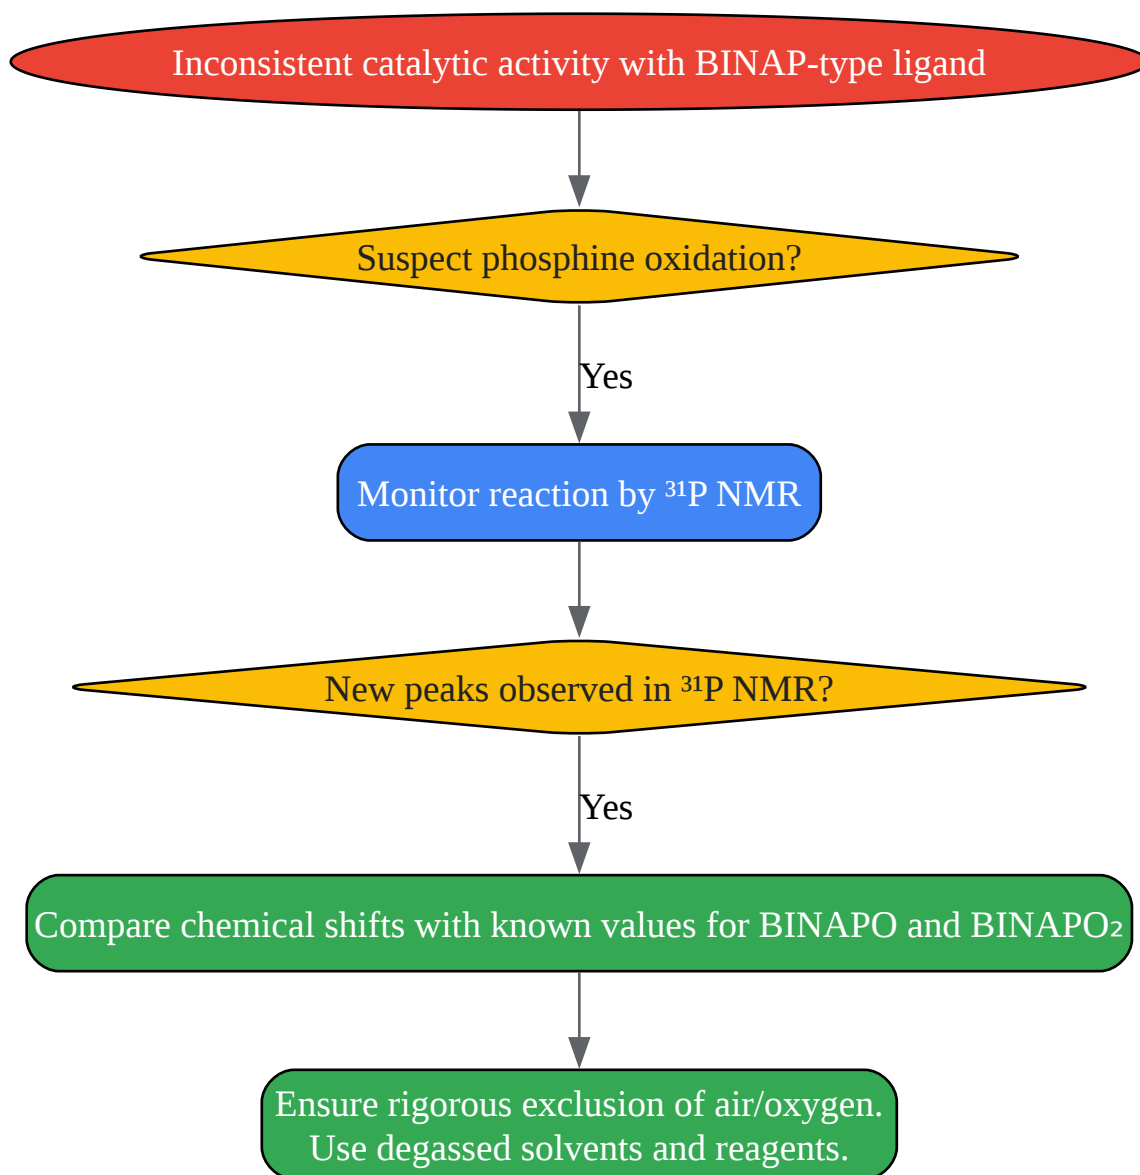 Inconsistent catalytic activity with BINAP-type ligand
Suspect phosphine oxidation?
Yes
Monitor reaction by ³¹P NMR
New peaks observed in ³¹P NMR?
Yes
Compare chemical shifts with known values for BINAPO and BINAPO₂
Ensure rigorous exclusion of air/oxygen.
Use degassed solvents and reagents.